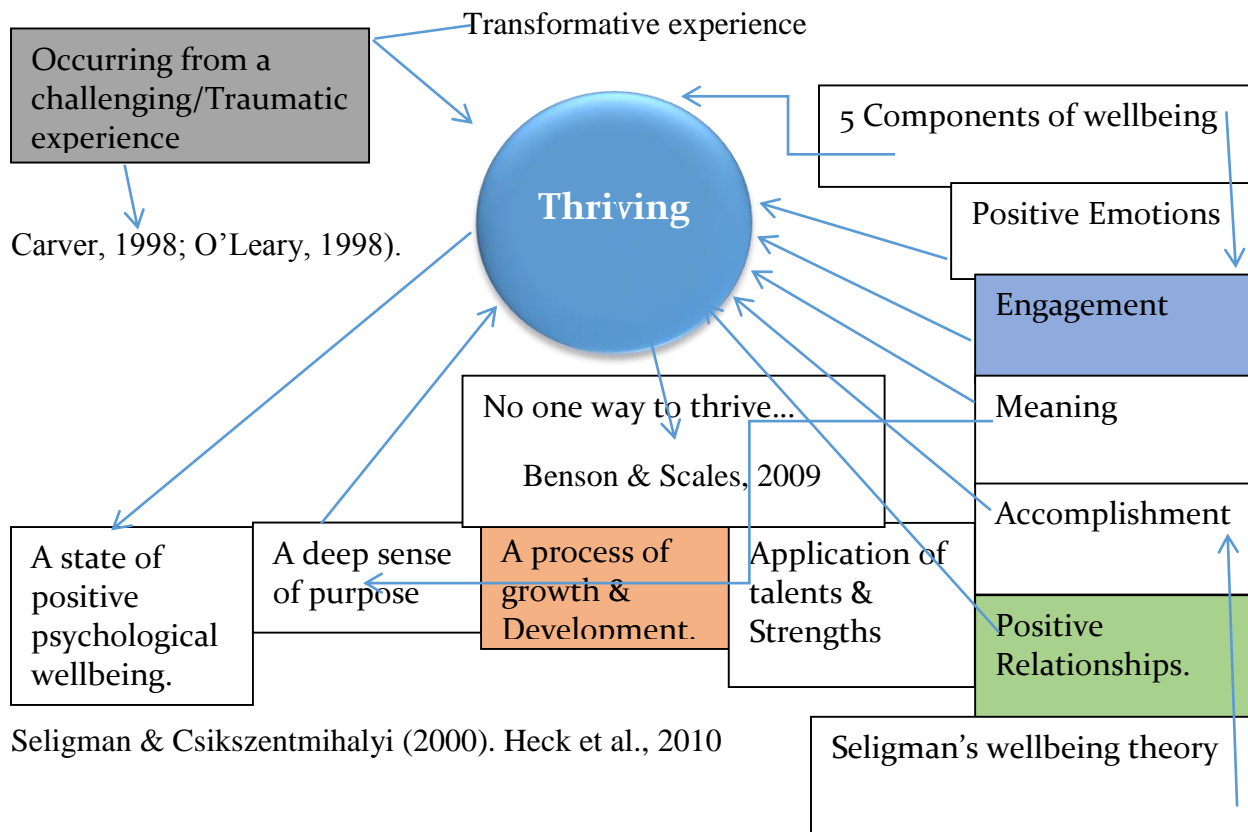 Transformative experience
Occurring from a
challenging/Traumatic
experience
5 Components of wellbeing
Thriving
Positive Emotions
Carver, 1998; O’Leary, 1998).
Engagement
No one way to thrive...
Meaning
Benson & Scales, 2009
Accomplishment
A state of
positive
psychological
wellbeing.
A deep sense
of purpose
A process of
growth &
Development.
Application of
talents &
Strengths
Positive
Relationships.
Seligman & Csikszentmihalyi (2000). Heck et al., 2010
Seligman’s wellbeing theory